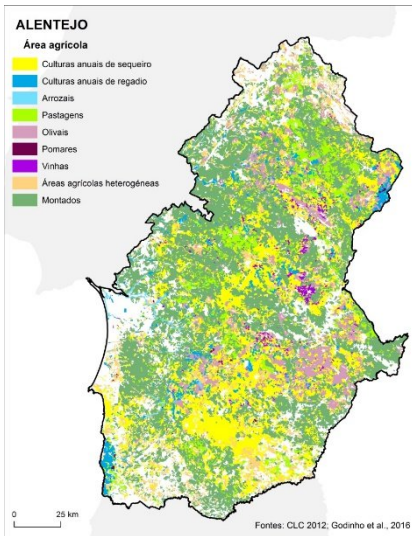 ALENTEJO
Área agrícola
Culturas anuais de sequeiro
Culturas anuais de regadio
Arrozais
Pastagens
Olivais
Pomares
Vinhas
Áreas agrícolas heterogéneas
Montados
0 25 km
Fontes: CLC 2012; Godinho et al., 2016